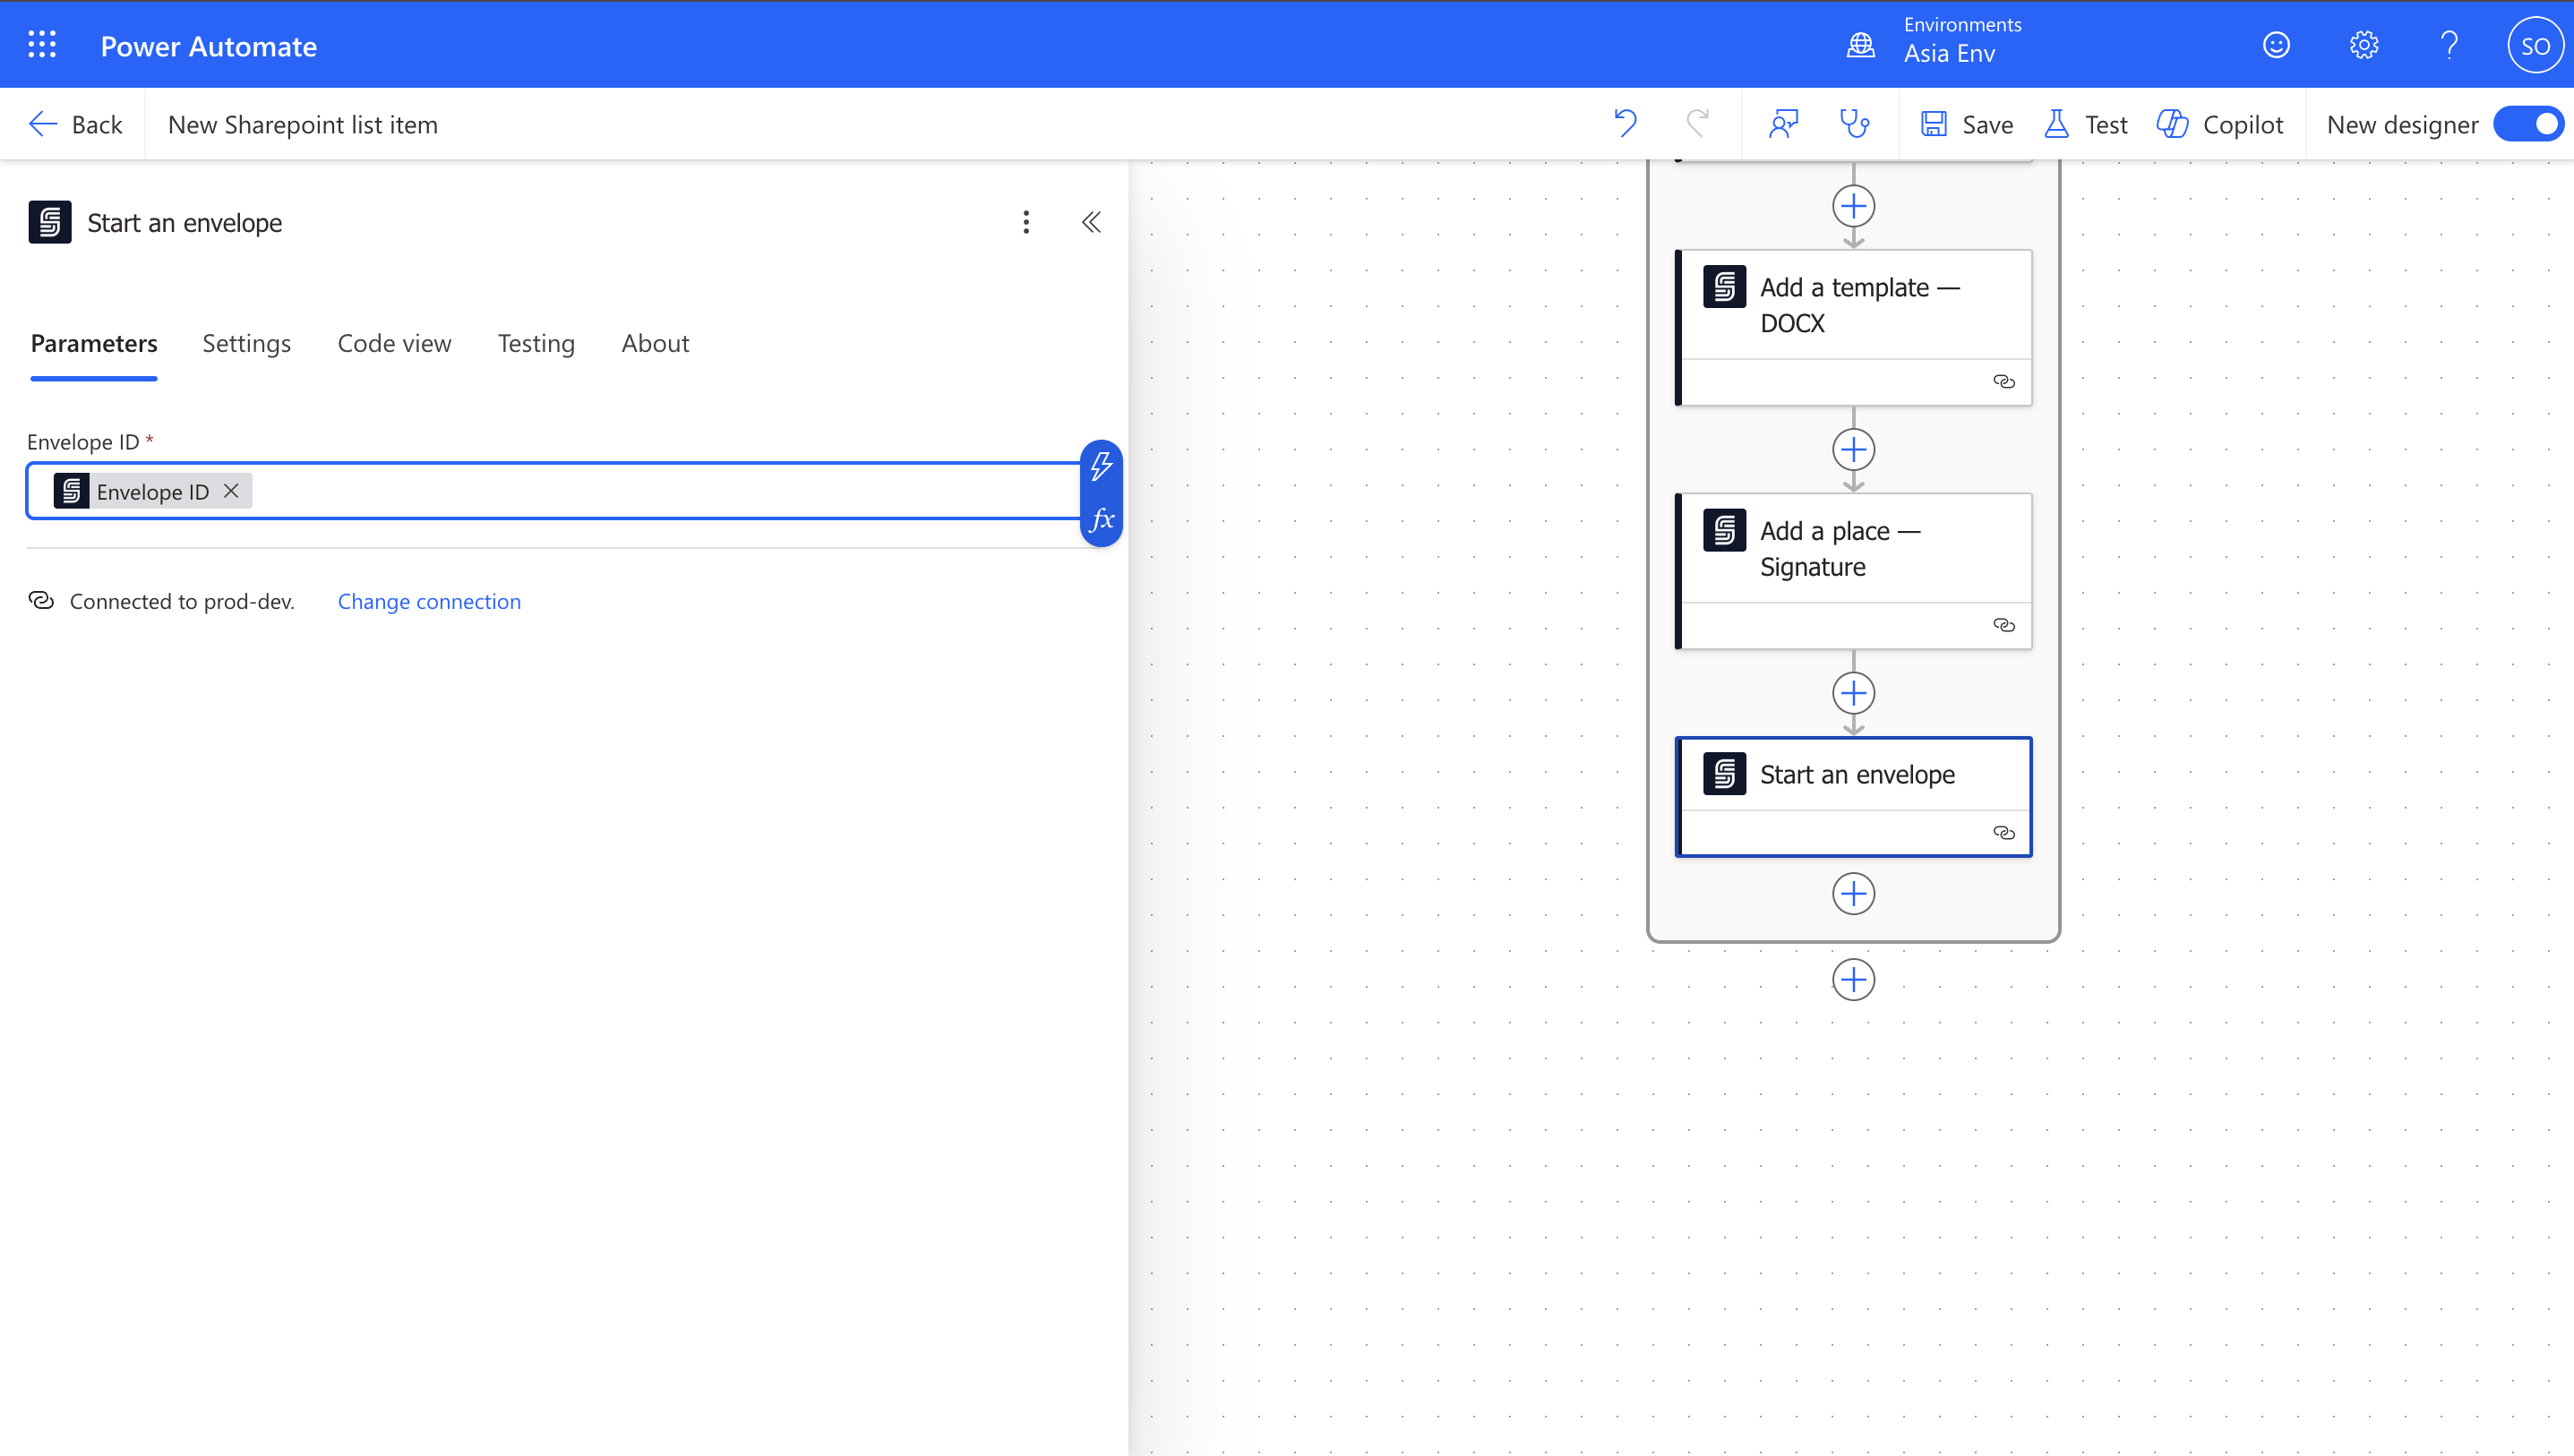 Power Automate
Environments
Asia Env
SO
Back
New Sharepoint list item
Save
Test
Copilot
New designer
Start an envelope
Parameters
Settings
Code view
Testing
About
Envelope ID *
Envelope ID
fx
Connected to prod-dev.
Change connection
Add a template —
DOCX
Add a place —
Signature
Start an envelope